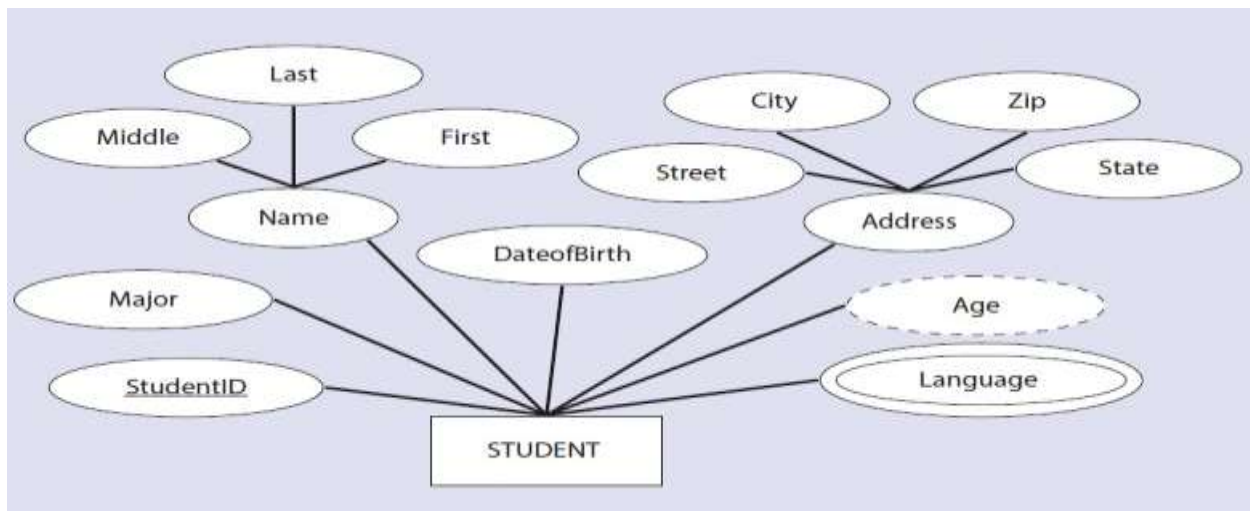 Last
City
Zip
Middle
First
Street
State
Name
Address
DateofBirth
Major
Age
StudentID
Language
STUDENT